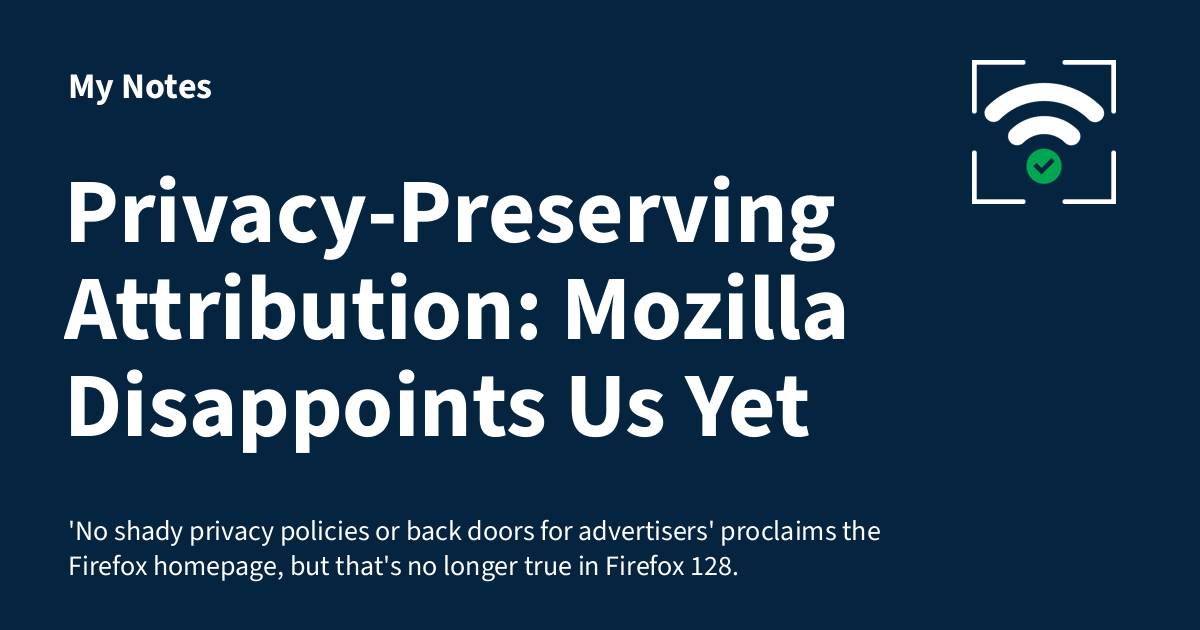 My Notes
Privacy-Preserving
Attribution: Mozilla
Disappoints Us Yet
'No shady privacy policies or back doors for advertisers' proclaims the
Firefox homepage, but that's no longer true in Firefox 128.